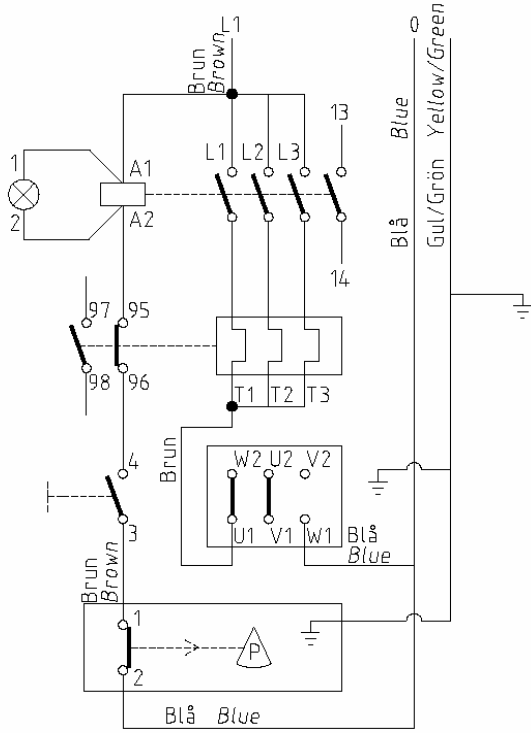 L1
0
Brun
Brown
Blå Blue
Gul/Grön Yellow/Green
13
1
A1
L1
L2
L3
2
A2
14
97
95
98
96
T1
T2
T3
Brun
4
W2
U2
V2
3
U1
V1
W1
Blå
Blue
Brun
Brown
1
P
2
Blå Blue